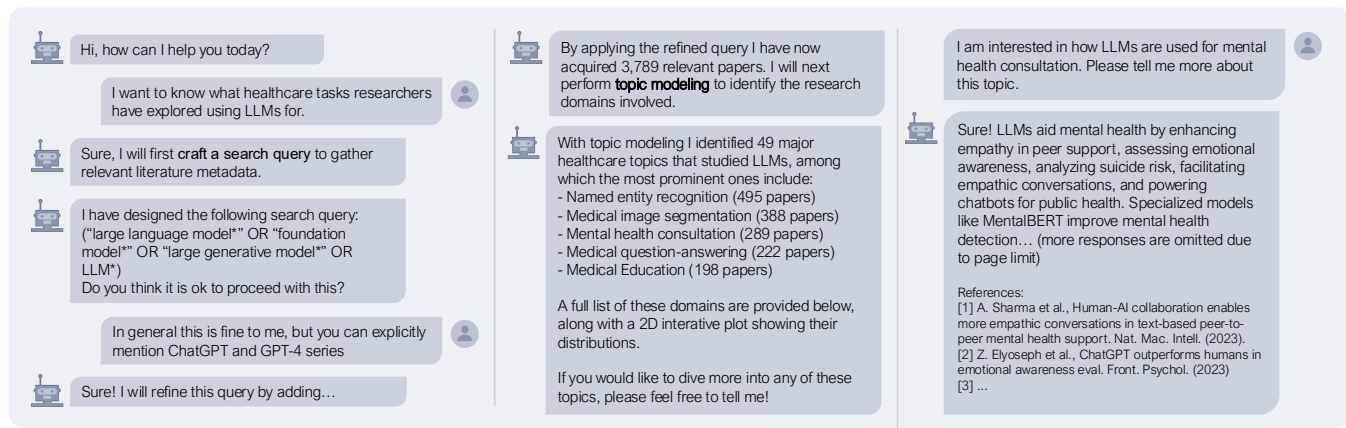 Hi, how can I help you today?
I want to know what healthcare tasks researchers
have explored using LLMs for.
Sure, I will first craft a search query to gather
relevant literature metadata.
I have designed the following search query:
(“large language model*” OR “foundation
model*” OR “large generative model*” OR
LLM*)
Do you think it is ok to proceed with this?
In general this is fine to me, but you can explicitly
mention ChatGPT and GPT-4 series
Sure! I will refine this query by adding…
By applying the refined query I have now
acquired 3,789 relevant papers. I will next
perform topic modeling to identify the research
domains involved.
With topic modeling I identified 49 major
healthcare topics that studied LLMs, among
which the most prominent ones include:
- Named entity recognition (495 papers)
- Medical image segmentation (388 papers)
- Mental health consultation (289 papers)
- Medical question-answering (222 papers)
- Medical Education (198 papers)
A full list of these domains are provided below,
along with a 2D interative plot showing their
distributions.
If you would like to dive more into any of these
topics, please feel free to tell me!
I am interested in how LLMs are used for mental
health consultation. Please tell me more about
this topic.
Sure! LLMs aid mental health by enhancing
empathy in peer support, assessing emotional
awareness, analyzing suicide risk, facilitating
empathic conversations, and powering
chatbots for public health. Specialized models
like MentalBERT improve mental health
detection… (more responses are omitted due
to page limit)
References:
[1] A. Sharma et al., Human-AI collaboration enables
more empathic conversations in text-based peer-to-
peer mental health support. Nat. Mac. Intell. (2023).
[2] Z. Elyoseph et al., ChatGPT outperforms humans in
emotional awareness eval. Front. Psychol. (2023)
[3] ...